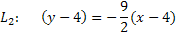 L₂:   (y − 4) = −9/2(x − 4)